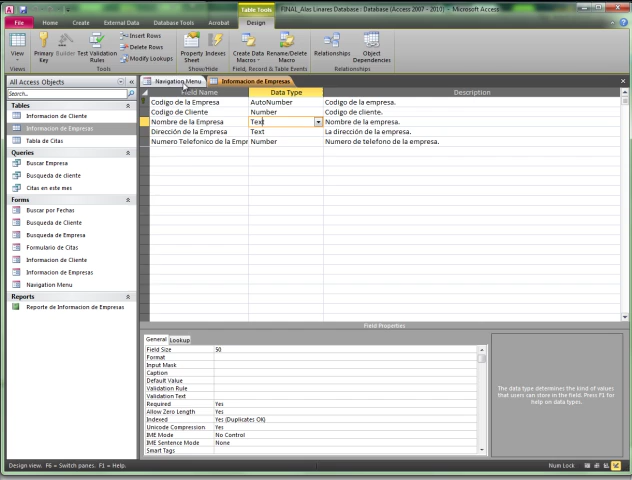 Table Tools
FINAL_Alas Linares Database : Database (Access 2007 - 2010) - Microsoft Access
File Home Create External Data Database Tools Acrobat Design
View
Primary Key
Builder
Test Validation Rules
Insert Rows
Delete Rows
Modify Lookups
Property Sheet
Indexes
Create Data Macros
Rename/Delete Macro
Relationships
Object Dependencies
Views Tools Show/Hide Field, Record & Table Events Relationships
All Access Objects
Search...
Tables
Informacion de Cliente
Informacion de Empresas
Tabla de Citas
Queries
Buscar Empresa
Busqueda de cliente
Citas en este mes
Forms
Buscar por Fechas
Busqueda de Cliente
Busqueda de Empresa
Formulario de Citas
Informacion de Cliente
Informacion de Empresas
Navigation Menu
Reports
Reporte de Informacion de Empresas
Navigation Menu Informacion de Empresas
Field Name Data Type Description
Codigo de la Empresa AutoNumber Codigo de la empresa.
Codigo de Cliente Number Codigo de cliente.
Nombre de la Empresa Text Nombre de la empresa.
Dirección de la Empresa Text La dirección de la empresa.
Numero Telefonico de la Empr Number Numero de telefono de la empresa.
Field Properties
General Lookup
Field Size 50
Format
Input Mask
Caption
Default Value
Validation Rule
Validation Text
Required Yes
Allow Zero Length Yes
Indexed Yes (Duplicates OK)
Unicode Compression Yes
IME Mode No Control
IME Sentence Mode None
Smart Tags
The data type determines the kind of values
that users can store in the field. Press F1 for
help on data types.
Design view. F6 = Switch panes. F1 = Help.
Num Lock